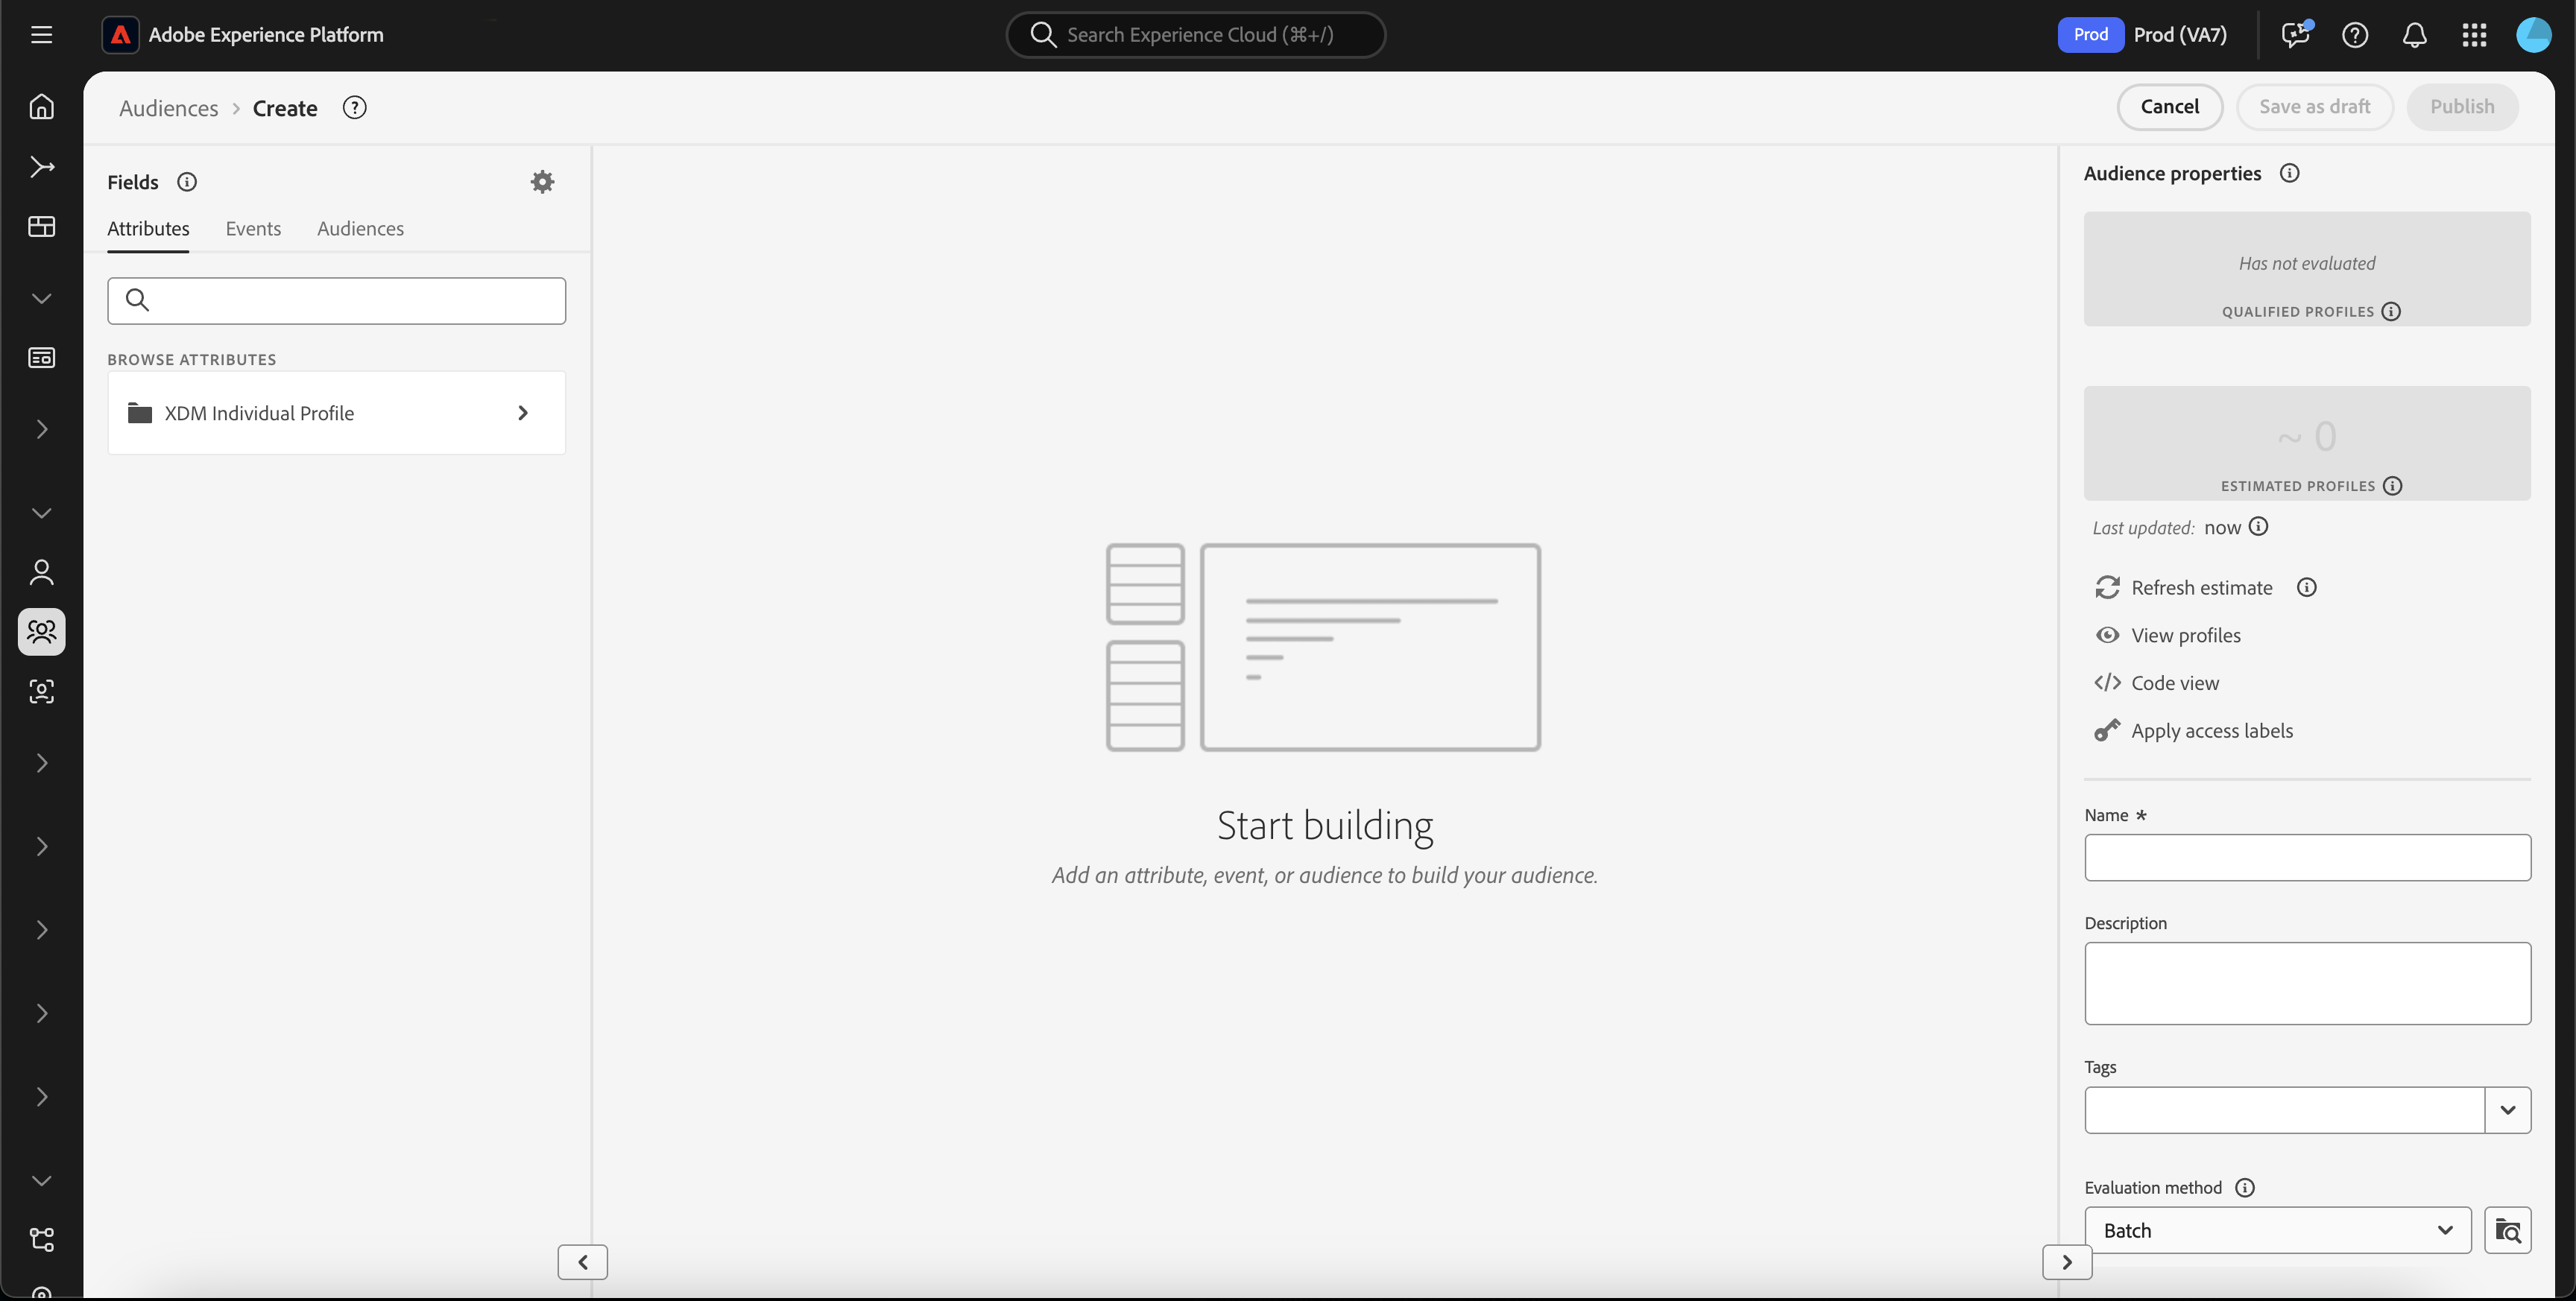 Adobe Experience Platform
Search Experience Cloud (⌘+/)
Prod
Prod (VA7)
Audiences
Create
Cancel
Save as draft
Publish
Fields
Attributes
Events
Audiences
BROWSE ATTRIBUTES
XDM Individual Profile
Start building
Add an attribute, event, or audience to build your audience.
Audience properties
Has not evaluated
QUALIFIED PROFILES
~ 0
ESTIMATED PROFILES
Last updated: now
Refresh estimate
View profiles
Code view
Apply access labels
Name *
Description
Tags
Evaluation method
Batch